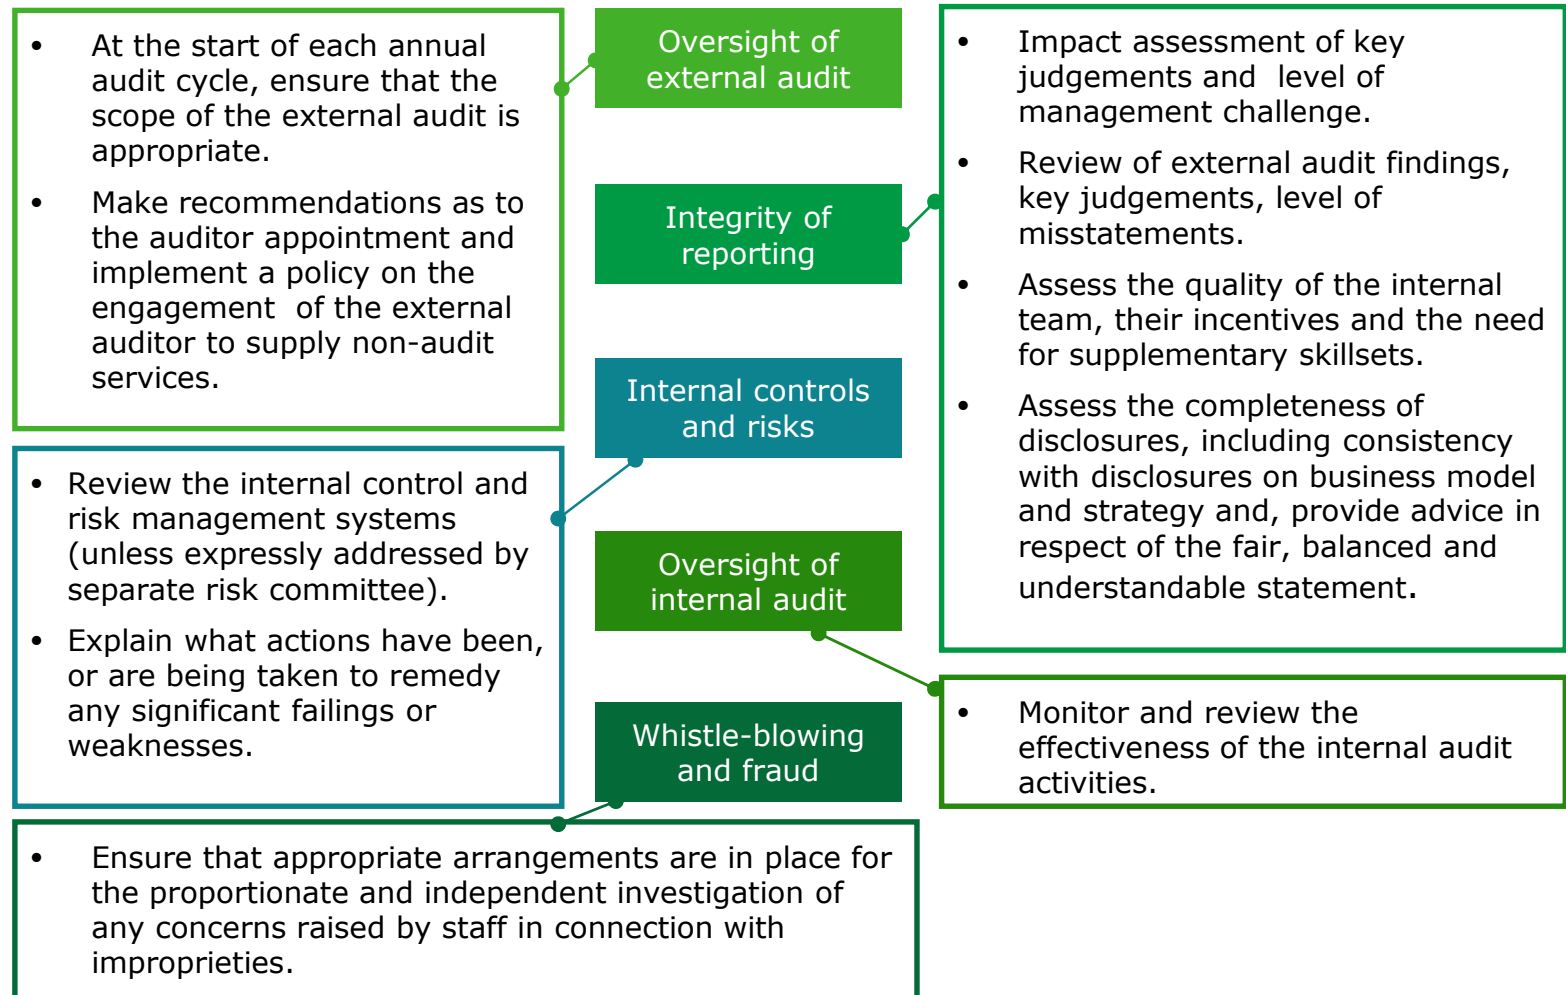 • At the start of each annual
audit cycle, ensure that the
scope of the external audit is
appropriate.
• Make recommendations as to
the auditor appointment and
implement a policy on the
engagement  of the external
auditor to supply non-audit
services.
Oversight of
external audit
Integrity of
reporting
• Impact assessment of key
judgements and  level of
management challenge.
• Review of external audit findings,
key judgements, level of
misstatements.
• Assess the quality of the internal
team, their incentives and the need
for supplementary skillsets.
• Assess the completeness of
disclosures, including consistency
with disclosures on business model
and strategy and, provide advice in
respect of the fair, balanced and
understandable statement.
Internal controls
and risks
• Review the internal control and
risk management systems
(unless expressly addressed by
separate risk committee).
• Explain what actions have been,
or are being taken to remedy
any significant failings or
weaknesses.
Oversight of
internal audit
• Monitor and review the
effectiveness of the internal audit
activities.
Whistle-blowing
and fraud
• Ensure that appropriate arrangements are in place for
the proportionate and independent investigation of
any concerns raised by staff in connection with
improprieties.